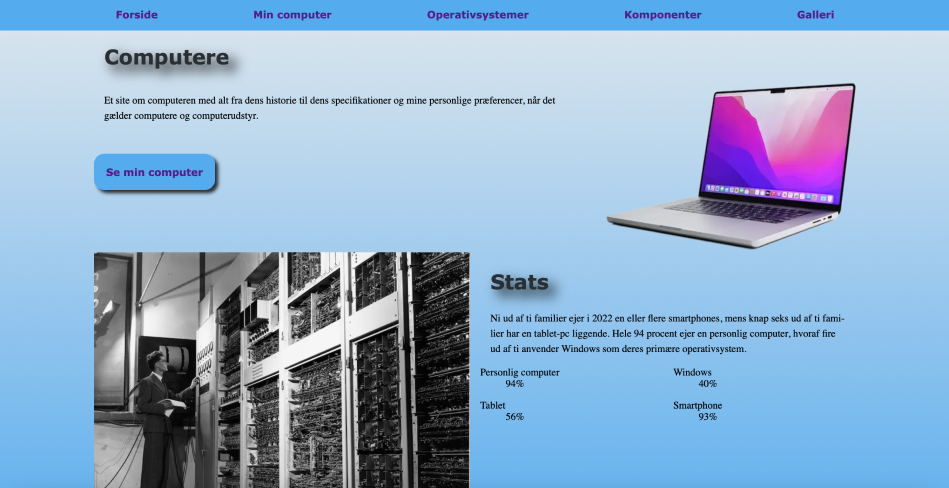 Forside Min computer Operativsystemer Komponenter Galleri
Computere
Et site om computeren med alt fra dens historie til dens specifikationer og mine personlige præferencer, når det
gælder computere og computerudstyr.
Se min computer
Stats
Ni ud af ti familier ejer i 2022 en eller flere smartphones, mens knap seks ud af ti fami-
lier har en tablet-pc liggende. Hele 94 procent ejer en personlig computer, hvoraf fire
ud af ti anvender Windows som deres primære operativsystem.
Personlig computer Windows
94% 40%
Tablet Smartphone
56% 93%